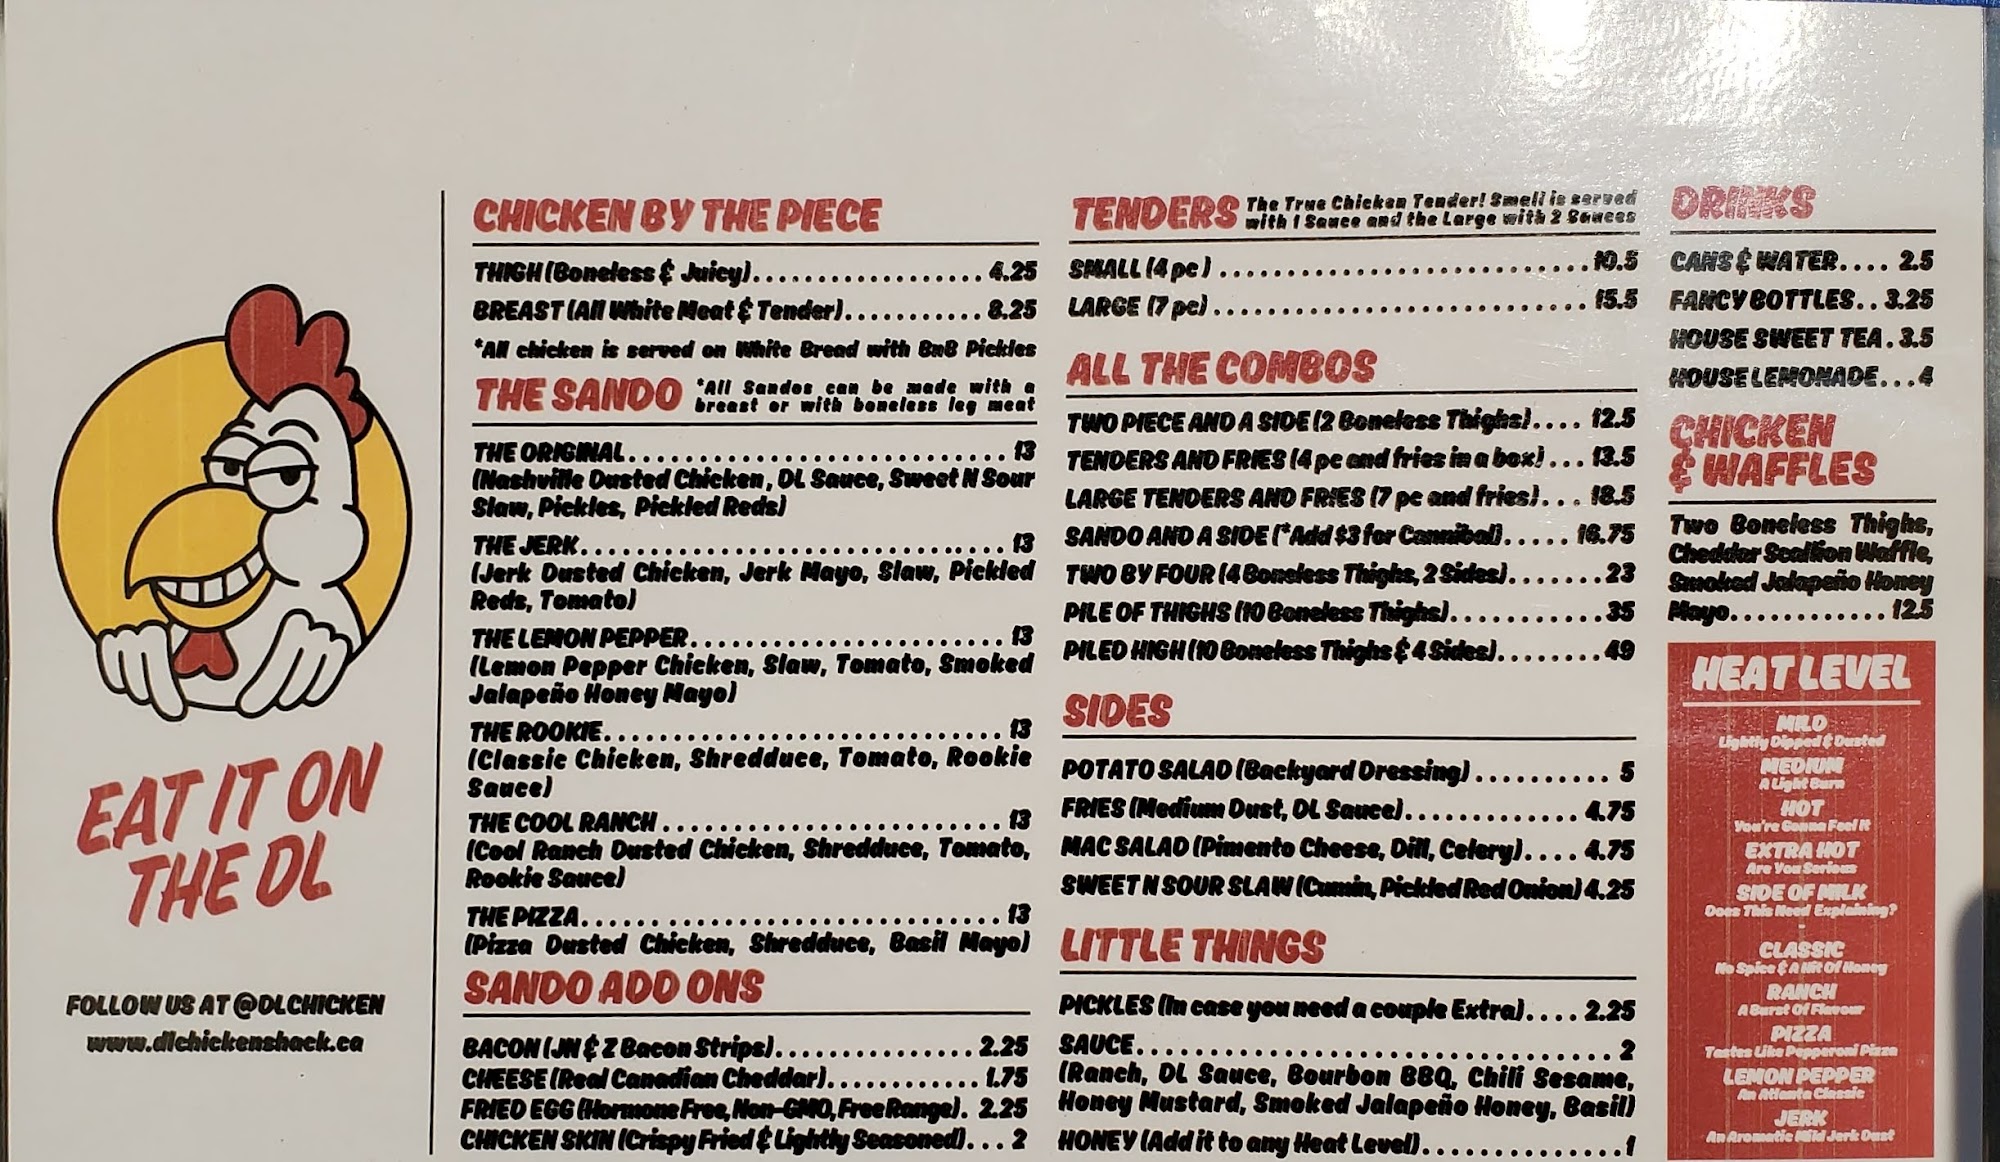 EAT IT ON
THE DL
FOLLOW US AT @DLCHICKEN
www.dlchickenshack.ca
CHICKEN BY THE PIECE
THIGH (Boneless & Juicy)..................... 4.25
BREAST (All White Meat & Tender)........... 8.25
*All chicken is served on White Bread with BnB Pickles
THE SANDO *All Sandos can be made with a
breast or with boneless leg meat
THE ORIGINAL............................. 13
(Nashville Dusted Chicken, DL Sauce, Sweet N Sour
Slaw, Pickles, Pickled Reds)
THE JERK................................. 13
(Jerk Dusted Chicken, Jerk Mayo, Slaw, Pickled
Reds, Tomato)
THE LEMON PEPPER........................ 13
(Lemon Pepper Chicken, Slaw, Tomato, Smoked
Jalapeño Honey Mayo)
THE ROOKIE............................... 13
(Classic Chicken, Shredduce, Tomato, Rookie
Sauce)
THE COOL RANCH.......................... 13
(Cool Ranch Dusted Chicken, Shredduce, Tomato,
Rookie Sauce)
THE PIZZA................................ 13
(Pizza Dusted Chicken, Shredduce, Basil Mayo)
SANDO ADD ONS
BACON (JN & Z Bacon Strips)................. 2.25
CHEESE (Real Canadian Cheddar)............ 1.75
FRIED EGG (Hormone Free, Non-GMO, Free Range). 2.25
CHICKEN SKIN (Crispy Fried & Lightly Seasoned)... 2
TENDERS The True Chicken Tender! Small is served
with 1 Sauce and the Large with 2 Sauces
SMALL (4 pc) ............................. 10.5
LARGE (7 pc) ............................. 15.5
ALL THE COMBOS
TWO PIECE AND A SIDE (2 Boneless Thighs).... 12.5
TENDERS AND FRIES (4 pc and fries in a box)... 13.5
LARGE TENDERS AND FRIES (7 pc and fries)... 18.5
SANDO AND A SIDE (*Add $3 for Cannibal)..... 16.75
TWO BY FOUR (4 Boneless Thighs, 2 Sides)....... 23
PILE OF THIGHS (10 Boneless Thighs)........... 35
PILED HIGH (10 Boneless Thighs & 4 Sides)........ 49
SIDES
POTATO SALAD (Backyard Dressing).......... 5
FRIES (Medium Dust, DL Sauce)............. 4.75
MAC SALAD (Pimento Cheese, Dill, Celery).... 4.75
SWEET N SOUR SLAW (Cumin, Pickled Red Onion) 4.25
LITTLE THINGS
PICKLES (In case you need a couple Extra).... 2.25
SAUCE................................... 2
(Ranch, DL Sauce, Bourbon BBQ, Chili Sesame,
Honey Mustard, Smoked Jalapeño Honey, Basil)
HONEY (Add it to any Heat Level)............... 1
DRINKS
CANS & WATER.... 2.5
FANCY BOTTLES.. 3.25
HOUSE SWEET TEA. 3.5
HOUSE LEMONADE... 4
CHICKEN
& WAFFLES
Two Boneless Thighs,
Cheddar Scallion Waffle,
Smoked Jalapeño Honey
Mayo............ 12.5
HEAT LEVEL
MILD
Lightly Dipped & Dusted
MEDIUM
A Light Burn
HOT
You're Gonna Feel It
EXTRA HOT
Are You Serious
SIDE OF MILK
Does This Need Explaining?
-
CLASSIC
No Spice & A Hit Of Honey
RANCH
A Burst Of Flavour
PIZZA
Tastes Like Pepperoni Pizza
LEMON PEPPER
An Atlanta Classic
JERK
An Aromatic Mild Jerk Dust